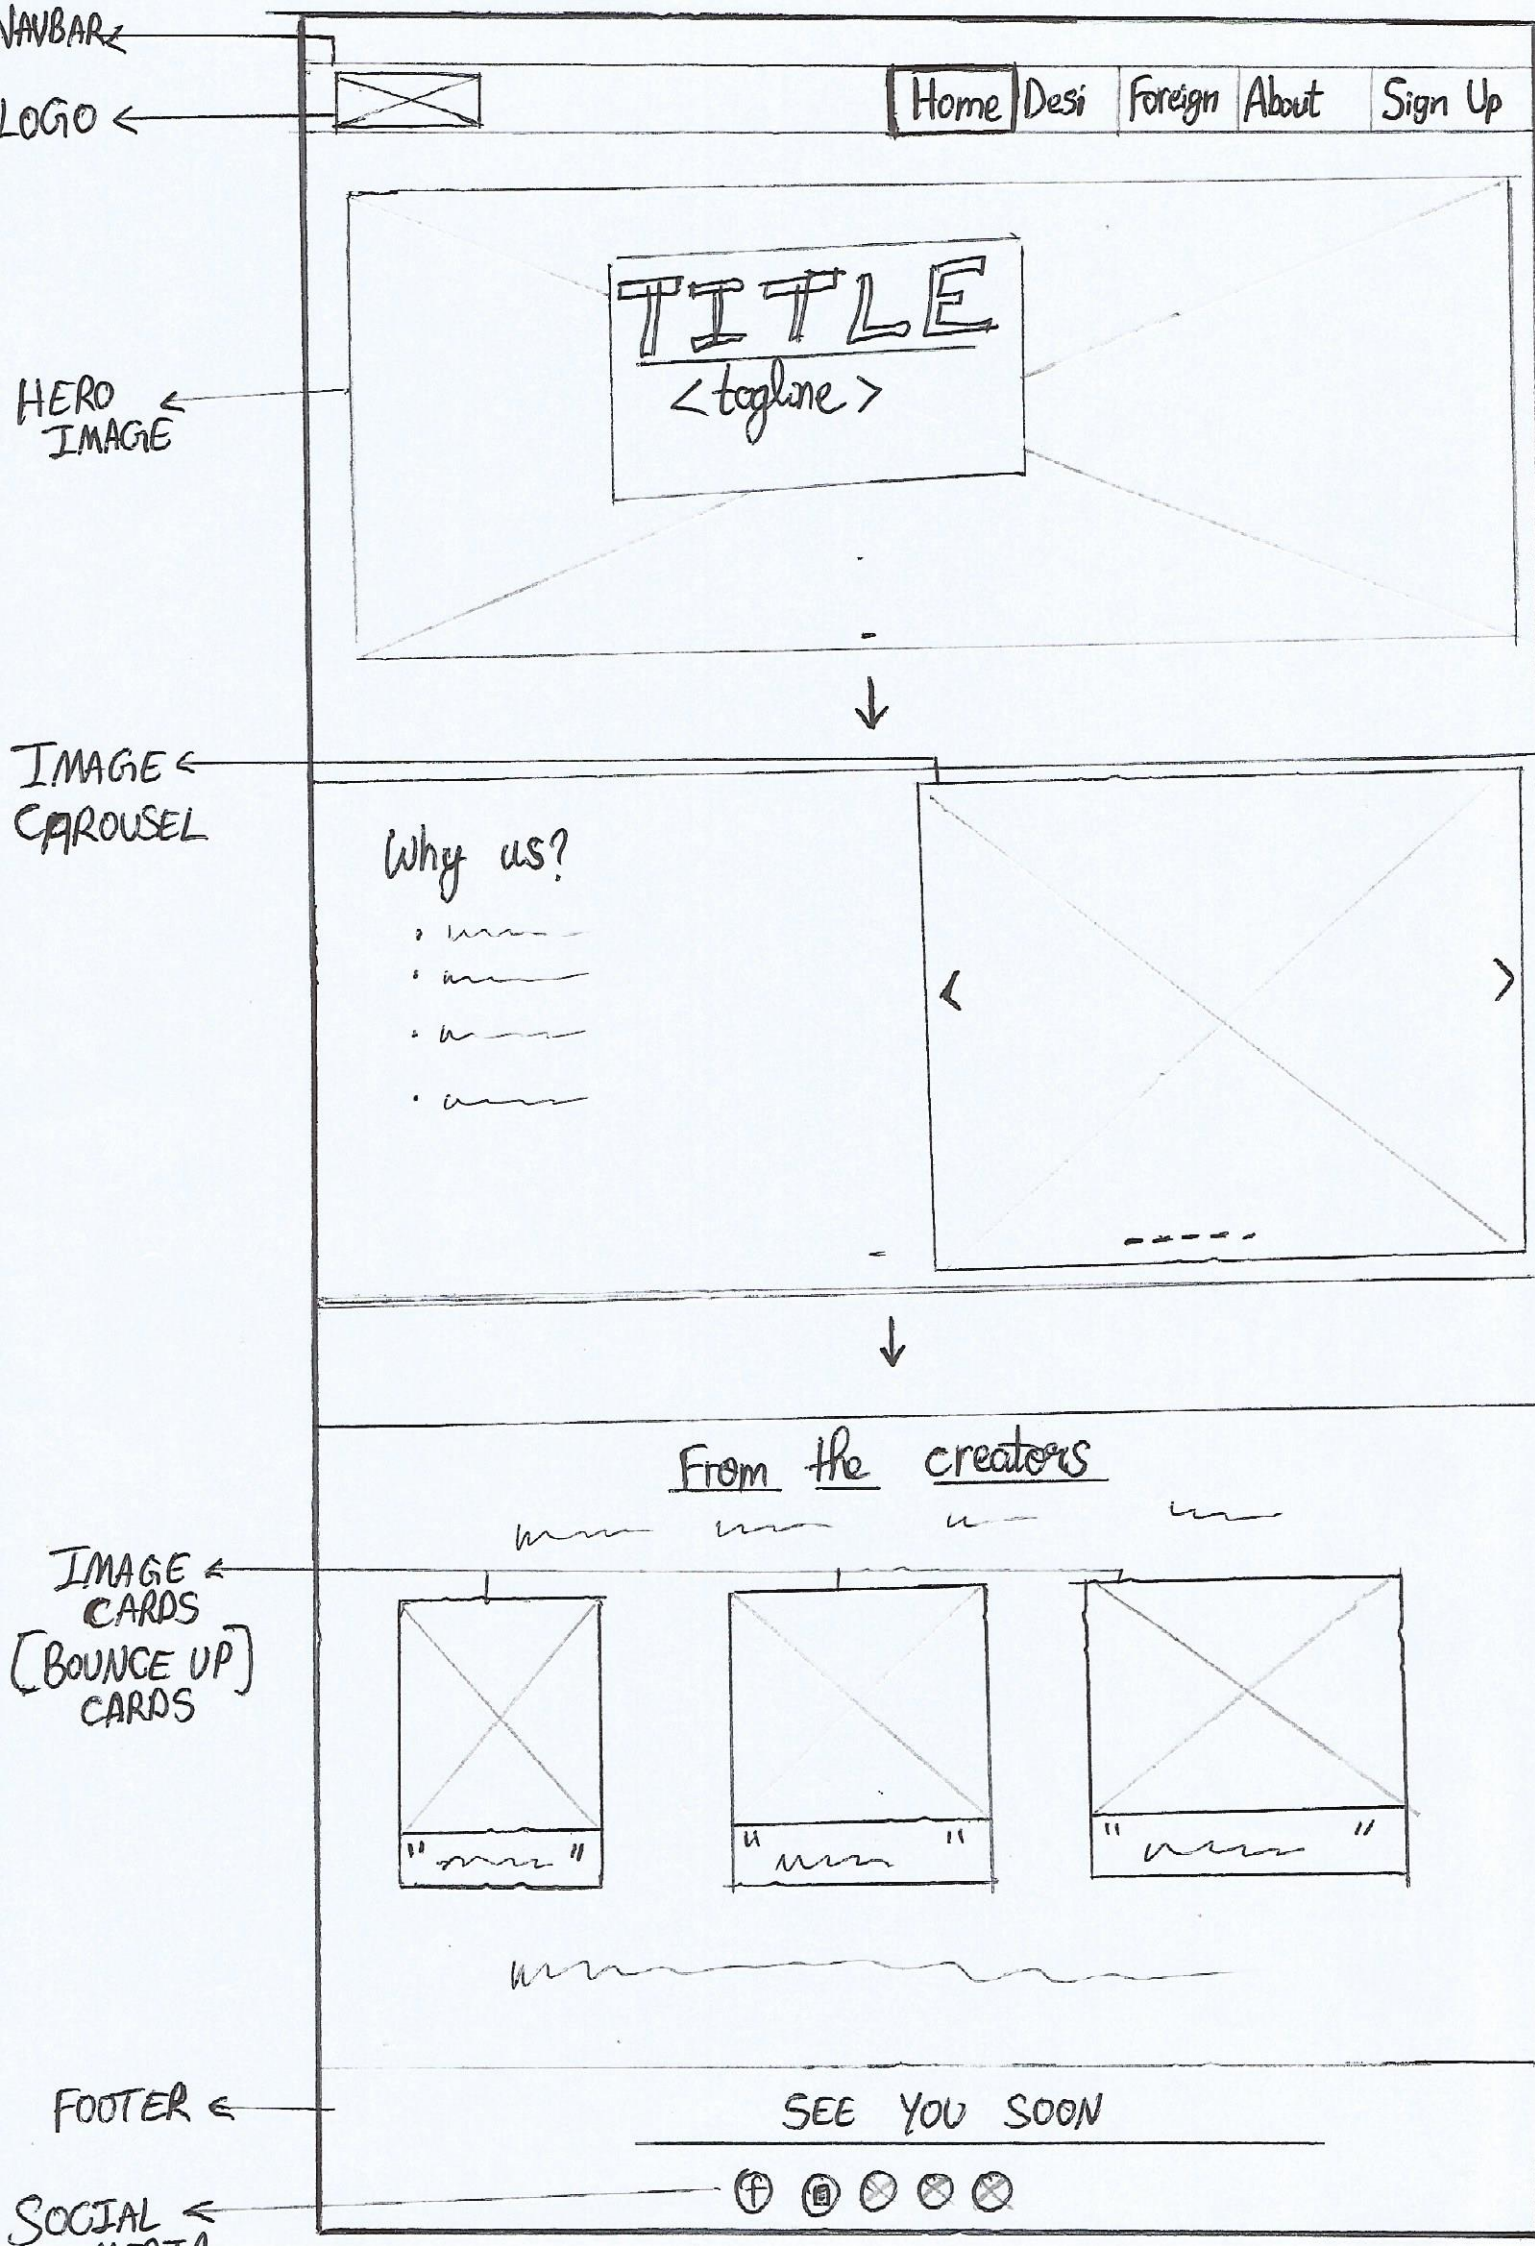 NAVBAR
LOGO
Home Desi Foreign About Sign Up
TITLE
<tagline>
HERO
IMAGE
IMAGE
CAROUSEL
Why us?
From the creators
IMAGE
CARDS
[BOUNCE UP]
CARDS
" "
" "
" "
FOOTER
SEE YOU SOON
f
SOCIAL